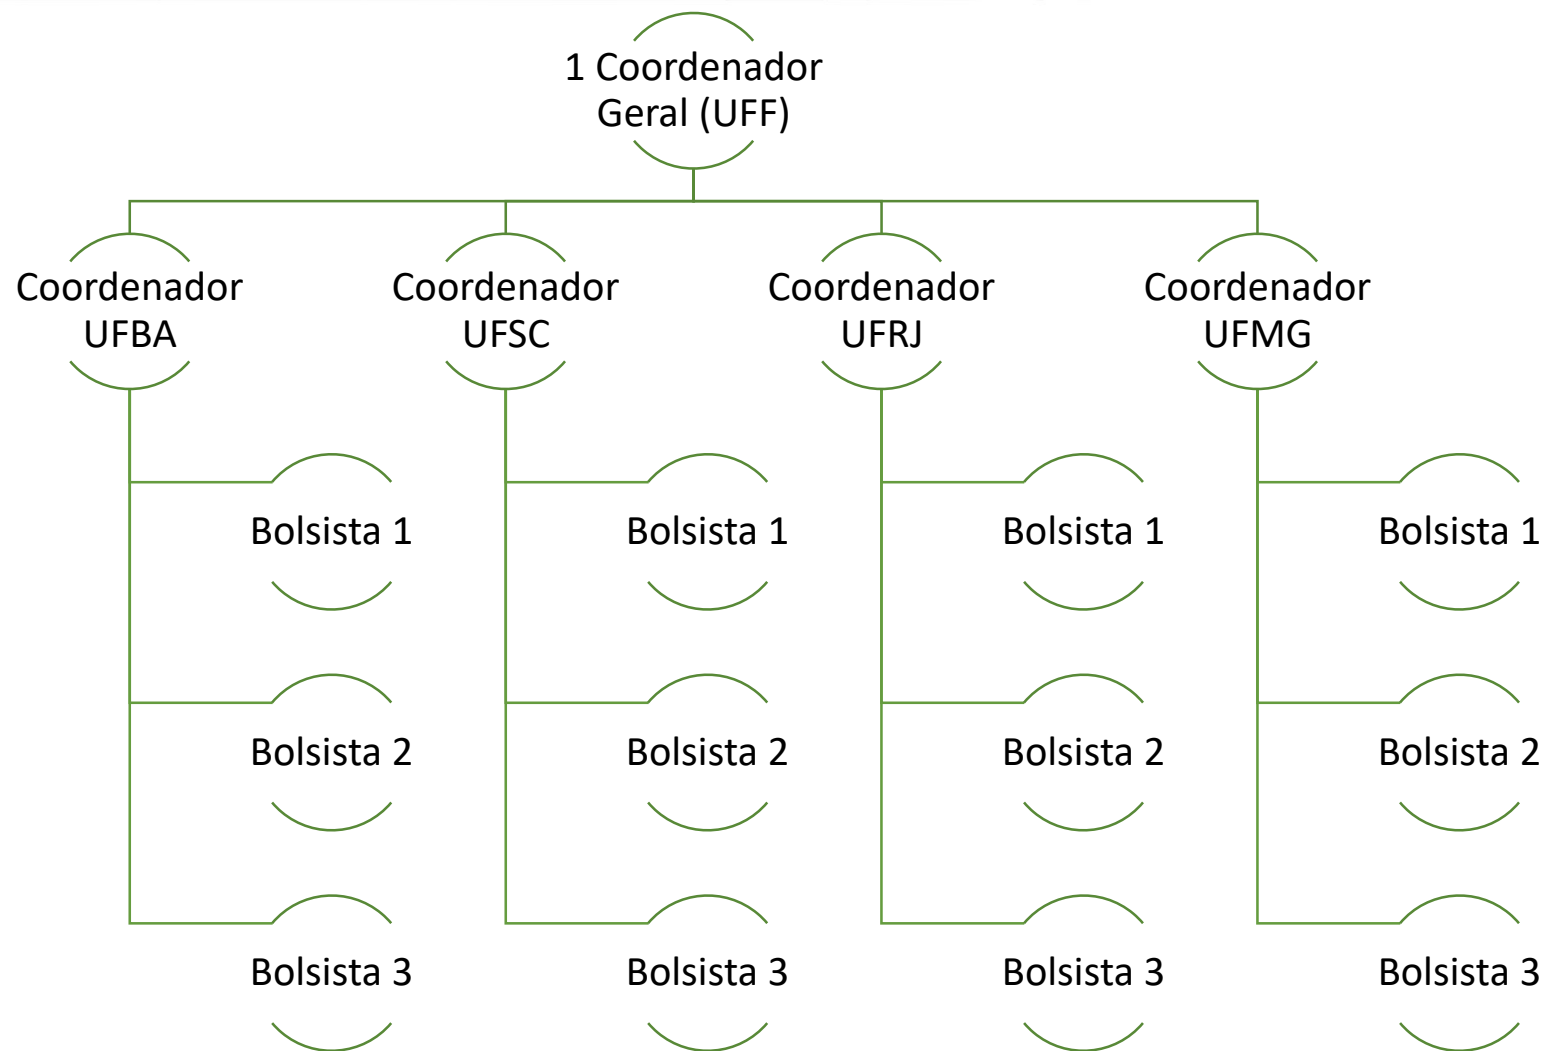 1 Coordenador
Geral (UFF)
Coordenador
UFBA
Coordenador
UFSC
Coordenador
UFRJ
Coordenador
UFMG
Bolsista 1
Bolsista 1
Bolsista 1
Bolsista 1
Bolsista 2
Bolsista 2
Bolsista 2
Bolsista 2
Bolsista 3
Bolsista 3
Bolsista 3
Bolsista 3